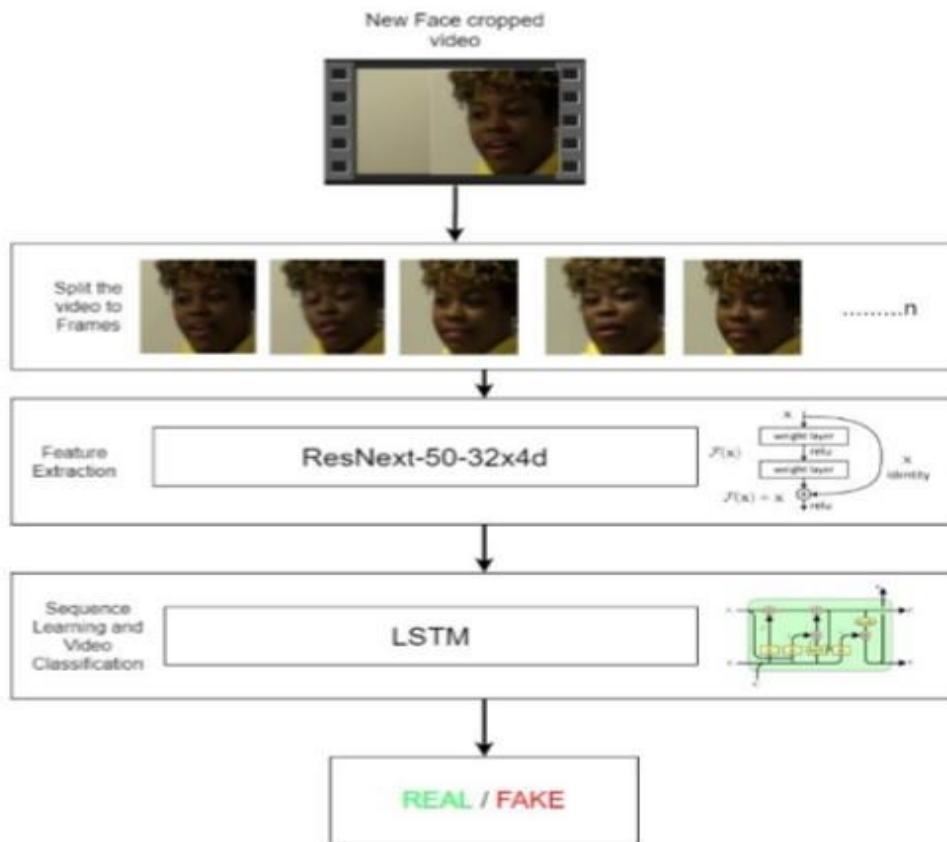 New Face cropped
video
Split the
video to
Frames
.........n
Feature
Extraction
ResNext-50-32x4d
x
weight layer
relu
F(x)
weight layer
x
identity
F(x) + x
relu
Sequence
Learning and
Video
Classification
LSTM
REAL / FAKE